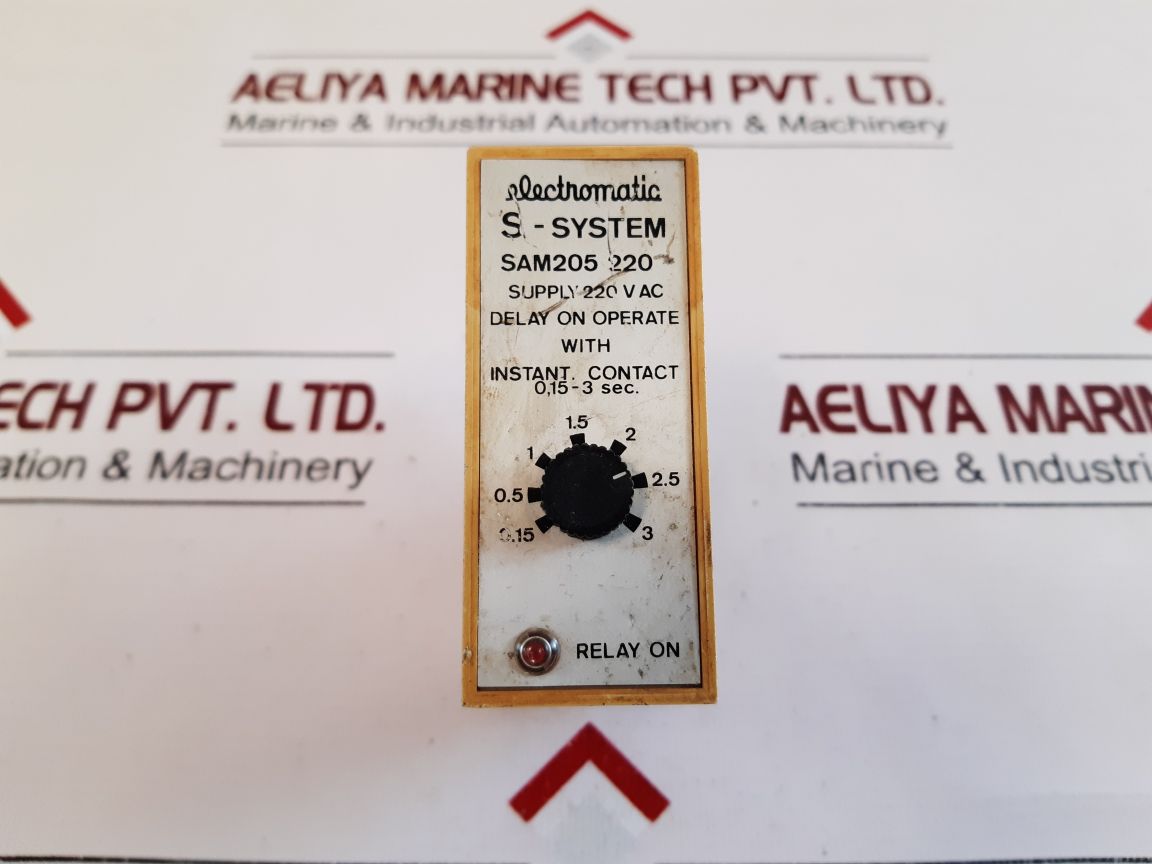 AELIYA MARINE TECH PVT. LTD.
Marine & Industrial Automation & Machinery
electromatic
S - SYSTEM
SAM205 220
SUPPLY 220 V AC
DELAY ON OPERATE
WITH
INSTANT. CONTACT
0,15-3 sec.
1.5
1
2
0.5
2.5
0.15
3
RELAY ON
ECH PVT. LTD.
ation & Machinery
AELIYA MARIN
Marine & Industri